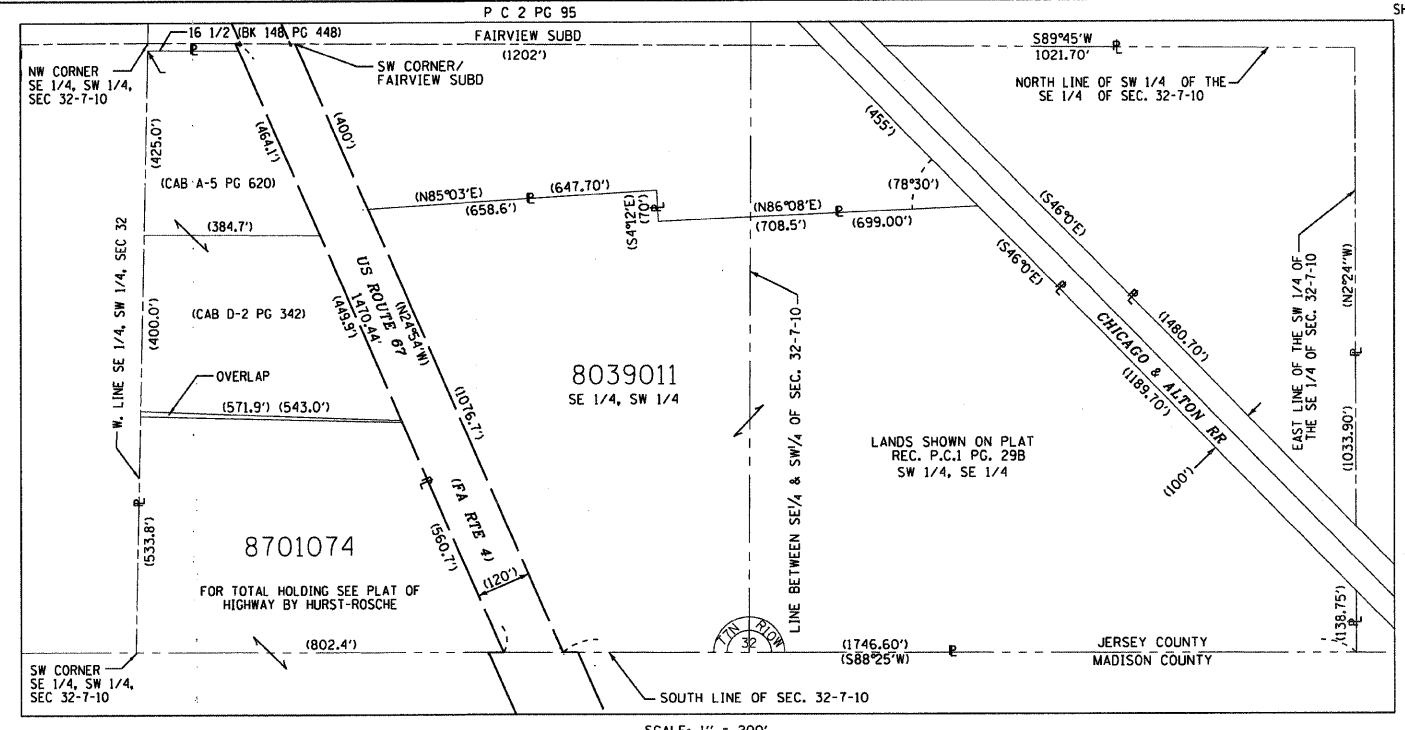 P C 2 PG 95
SH
16 1/2 (BK 148 PG 448)
FAIRVIEW SUBD
(1202')
S89°45'W
1021.70'
NW CORNER
SE 1/4, SW 1/4,
SEC 32-7-10
SW CORNER/
FAIRVIEW SUBD
NORTH LINE OF SW 1/4 OF THE
SE 1/4 OF SEC. 32-7-10
(425.0')
(464.1')
(400')
(455')
(CAB A-5 PG 620)
(78°30')
(N85°03'E)
(647.70')
(658.6')
(S4°12'E)
(70')
(N86°08'E)
(708.5')
(699.00')
(S46°0'E)
(S46°0'E)
(384.7')
W. LINE SE 1/4, SW 1/4, SEC 32
(400.0')
(CAB D-2 PG 342)
US ROUTE 67
1470.44'
(449.9')
(N24°54'W)
(1076.7')
OVERLAP
(571.9') (543.0')
8039011
SE 1/4, SW 1/4
LINE BETWEEN SE1/4 & SW1/4 OF SEC. 32-7-10
CHICAGO & ALTON RR
(1480.70')
(1189.70')
(100')
EAST LINE OF THE SW 1/4 OF
THE SE 1/4 OF SEC. 32-7-10
(N2°24"W)
(1033.90')
LANDS SHOWN ON PLAT
REC. P.C.1 PG. 29B
SW 1/4, SE 1/4
(FA RTE 4)
(560.7')
(120')
(533.8')
8701074
FOR TOTAL HOLDING SEE PLAT OF
HIGHWAY BY HURST-ROSCHE
(802.4')
T7N R10W
32
(1746.60')
(S88°25'W)
(138.75')
JERSEY COUNTY
MADISON COUNTY
SW CORNER
SE 1/4, SW 1/4,
SEC 32-7-10
SOUTH LINE OF SEC. 32-7-10
SCALE: 1" = 200'